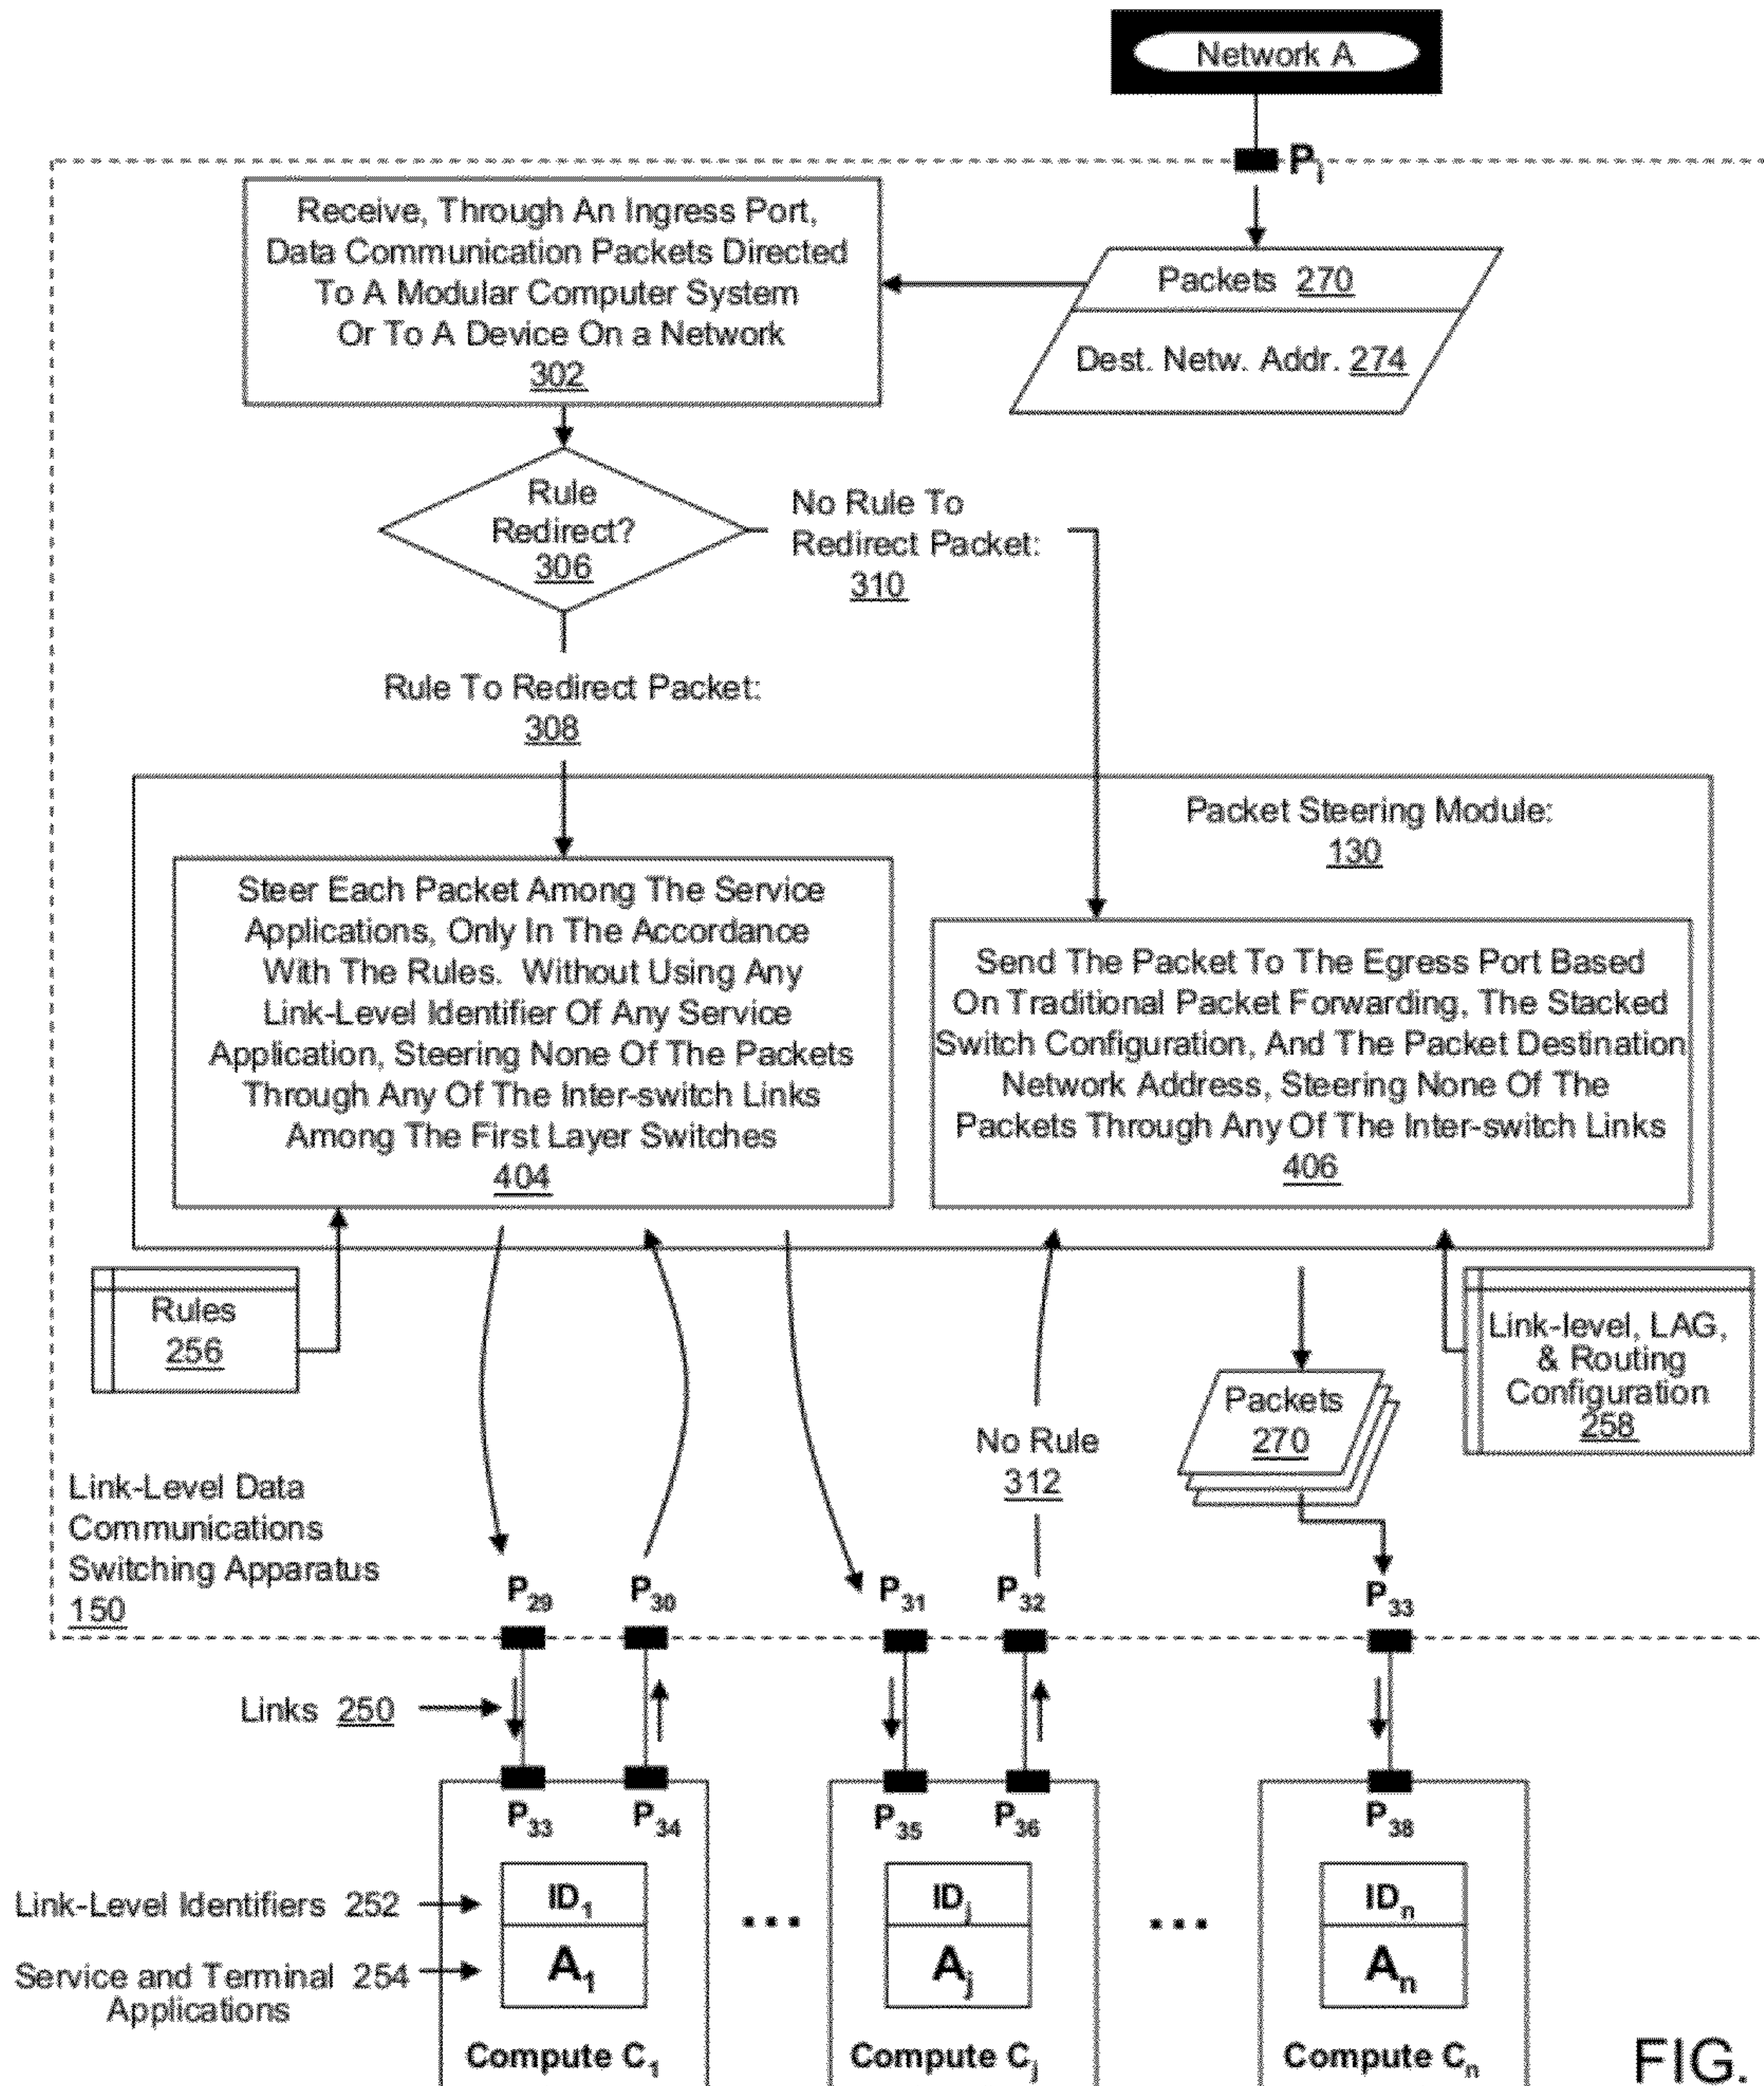 Network A
Pi
Receive, Through An Ingress Port,
Data Communication Packets Directed
To A Modular Computer System
Or To A Device On a Network
302
Packets 270
Dest. Netw. Addr. 274
Rule
Redirect?
306
No Rule To
Redirect Packet:
310
Rule To Redirect Packet:
308
Packet Steering Module:
130
Steer Each Packet Among The Service
Applications, Only In The Accordance
With The Rules. Without Using Any
Link-Level Identifier Of Any Service
Application, Steering None Of The Packets
Through Any Of The Inter-switch Links
Among The First Layer Switches
404
Send The Packet To The Egress Port Based
On Traditional Packet Forwarding, The Stacked
Switch Configuration, And The Packet Destination
Network Address, Steering None Of The
Packets Through Any Of The Inter-switch Links
406
Rules
256
Link-level, LAG,
& Routing
Configuration
258
Packets
270
No Rule
312
Link-Level Data
Communications
Switching Apparatus
150
P29 P30 P31 P32 P33
Links 250
P33 P34 P35 P36 P38
Link-Level Identifiers 252
ID1 ... IDj ... IDn
Service and Terminal 254
Applications
A1 Aj An
Compute C1 Compute Cj Compute Cn
FIG.